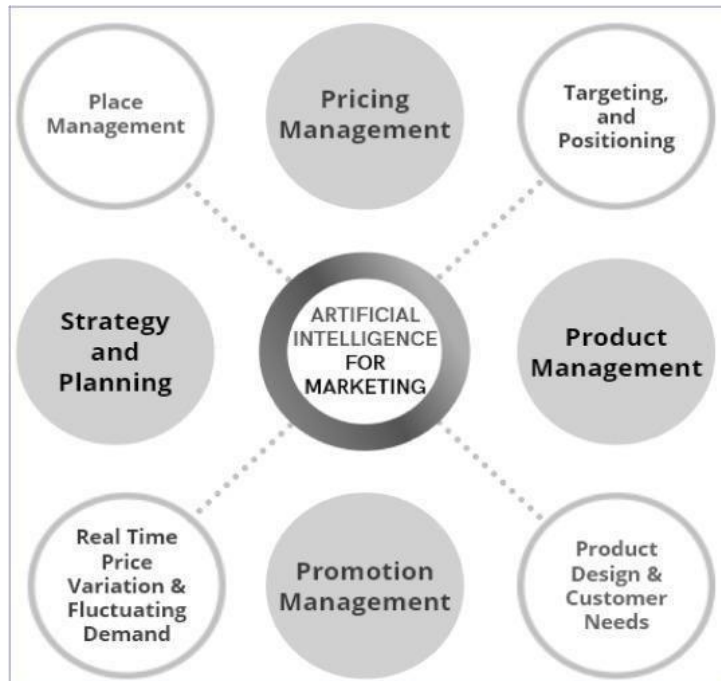 Place
Management
Pricing
Management
Targeting,
and
Positioning
Strategy
and
Planning
ARTIFICIAL
INTELLIGENCE
FOR
MARKETING
Product
Management
Real Time
Price
Variation &
Fluctuating
Demand
Promotion
Management
Product
Design &
Customer
Needs